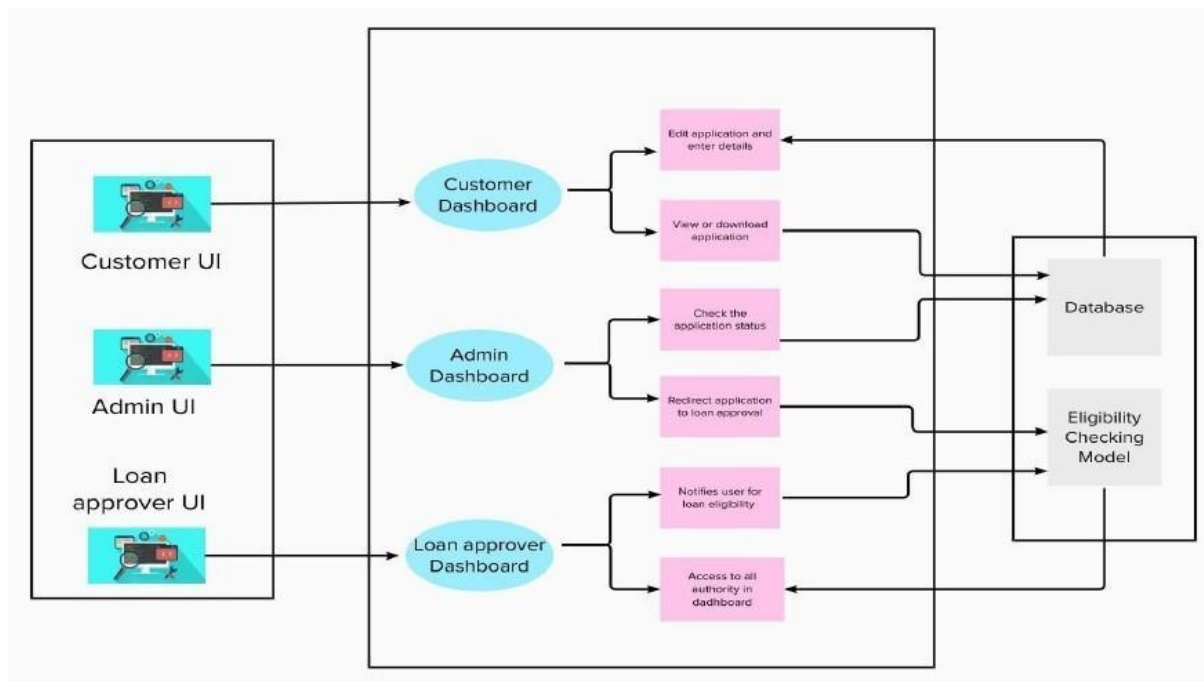 Customer UI
Admin UI
Loan
approver UI
Customer
Dashboard
Admin
Dashboard
Loan approver
Dashboard
Edit application and
enter details
View or download
application
Check the
application status
Redirect application
to loan approval
Notifies user for
loan eligibility
Access to all
authority in
dadhboard
Database
Eligibility
Checking
Model